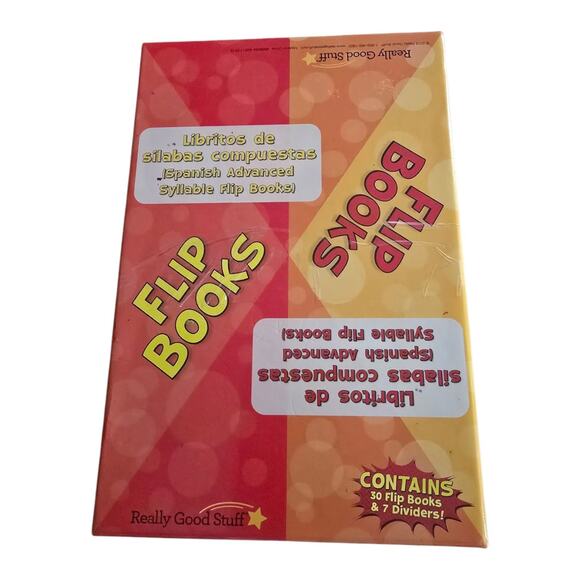 Libritos de
sílabas compuestas
(Spanish Advanced
Syllable Flip Books)
FLIP
BOOKS
Really Good Stuff
CONTAINS
30 Flip Books
& 7 Dividers!
FLIP
BOOKS
Libritos de
sílabas compuestas
(Spanish Advanced
Syllable Flip Books)
Really Good Stuff